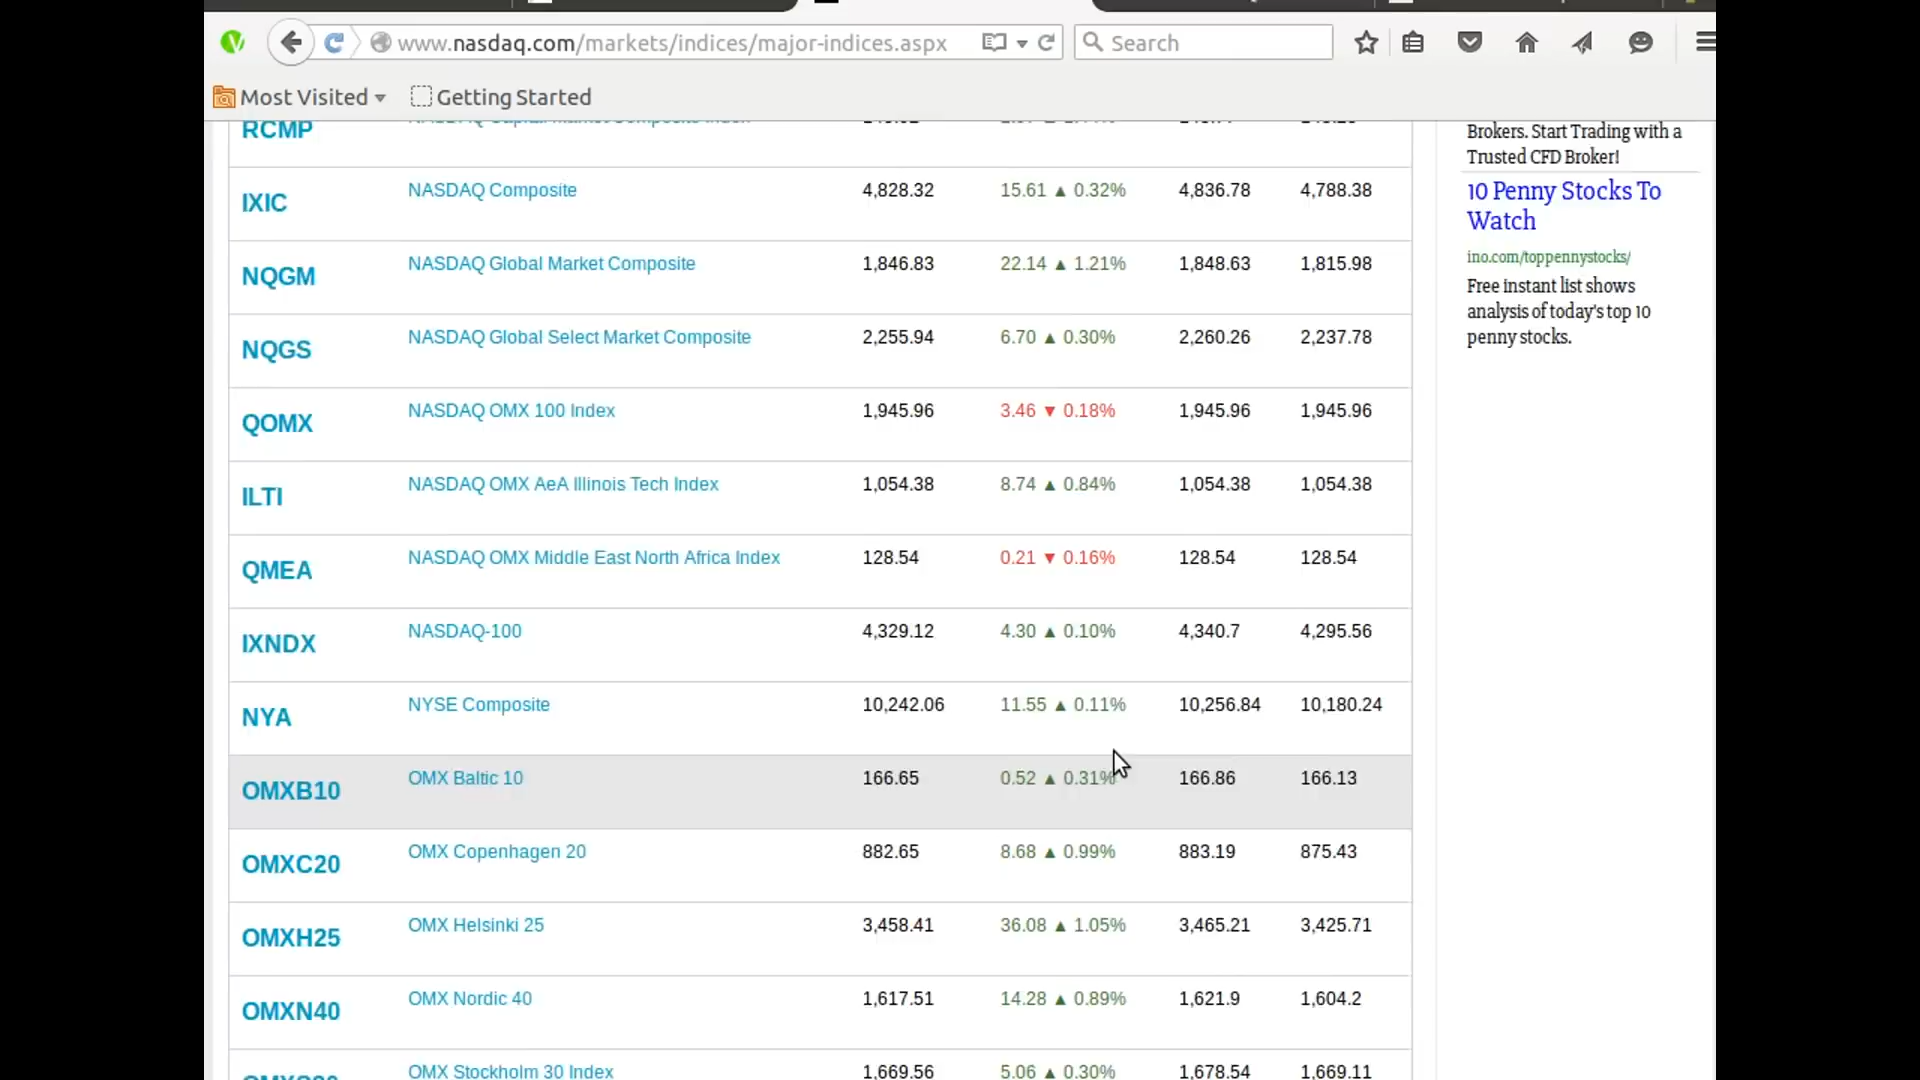 www.nasdaq.com/markets/indices/major-indices.aspx Search
Most Visited Getting Started
RCMP
IXIC NASDAQ Composite 4,828.32 15.61 ▲ 0.32% 4,836.78 4,788.38
NQGM NASDAQ Global Market Composite 1,846.83 22.14 ▲ 1.21% 1,848.63 1,815.98
NQGS NASDAQ Global Select Market Composite 2,255.94 6.70 ▲ 0.30% 2,260.26 2,237.78
QOMX NASDAQ OMX 100 Index 1,945.96 3.46 ▼ 0.18% 1,945.96 1,945.96
ILTI NASDAQ OMX AeA Illinois Tech Index 1,054.38 8.74 ▲ 0.84% 1,054.38 1,054.38
QMEA NASDAQ OMX Middle East North Africa Index 128.54 0.21 ▼ 0.16% 128.54 128.54
IXNDX NASDAQ-100 4,329.12 4.30 ▲ 0.10% 4,340.7 4,295.56
NYA NYSE Composite 10,242.06 11.55 ▲ 0.11% 10,256.84 10,180.24
OMXB10 OMX Baltic 10 166.65 0.52 ▲ 0.31% 166.86 166.13
OMXC20 OMX Copenhagen 20 882.65 8.68 ▲ 0.99% 883.19 875.43
OMXH25 OMX Helsinki 25 3,458.41 36.08 ▲ 1.05% 3,465.21 3,425.71
OMXN40 OMX Nordic 40 1,617.51 14.28 ▲ 0.89% 1,621.9 1,604.2
OMX Stockholm 30 Index 1,669.56 5.06 ▲ 0.30% 1,678.54 1,669.11
Brokers. Start Trading with a
Trusted CFD Broker!
10 Penny Stocks To
Watch
ino.com/toppennystocks/
Free instant list shows
analysis of today's top 10
penny stocks.